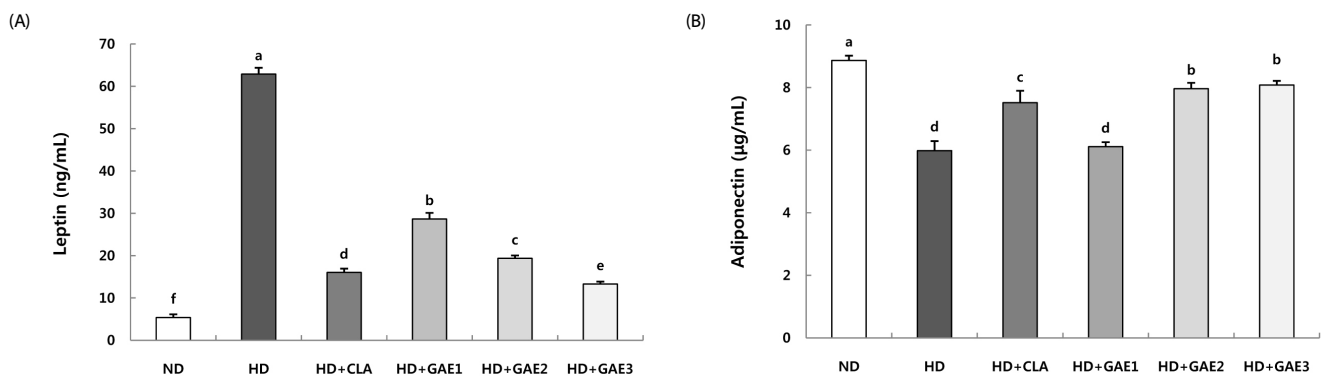 (A)
Leptin (ng/mL)
70
60
50
40
30
20
10
0
f
a
d
b
c
e
ND HD HD+CLA HD+GAE1 HD+GAE2 HD+GAE3
(B)
Adiponectin (µg/mL)
10
8
6
4
2
0
a
d
c
d
b
b
ND HD HD+CLA HD+GAE1 HD+GAE2 HD+GAE3